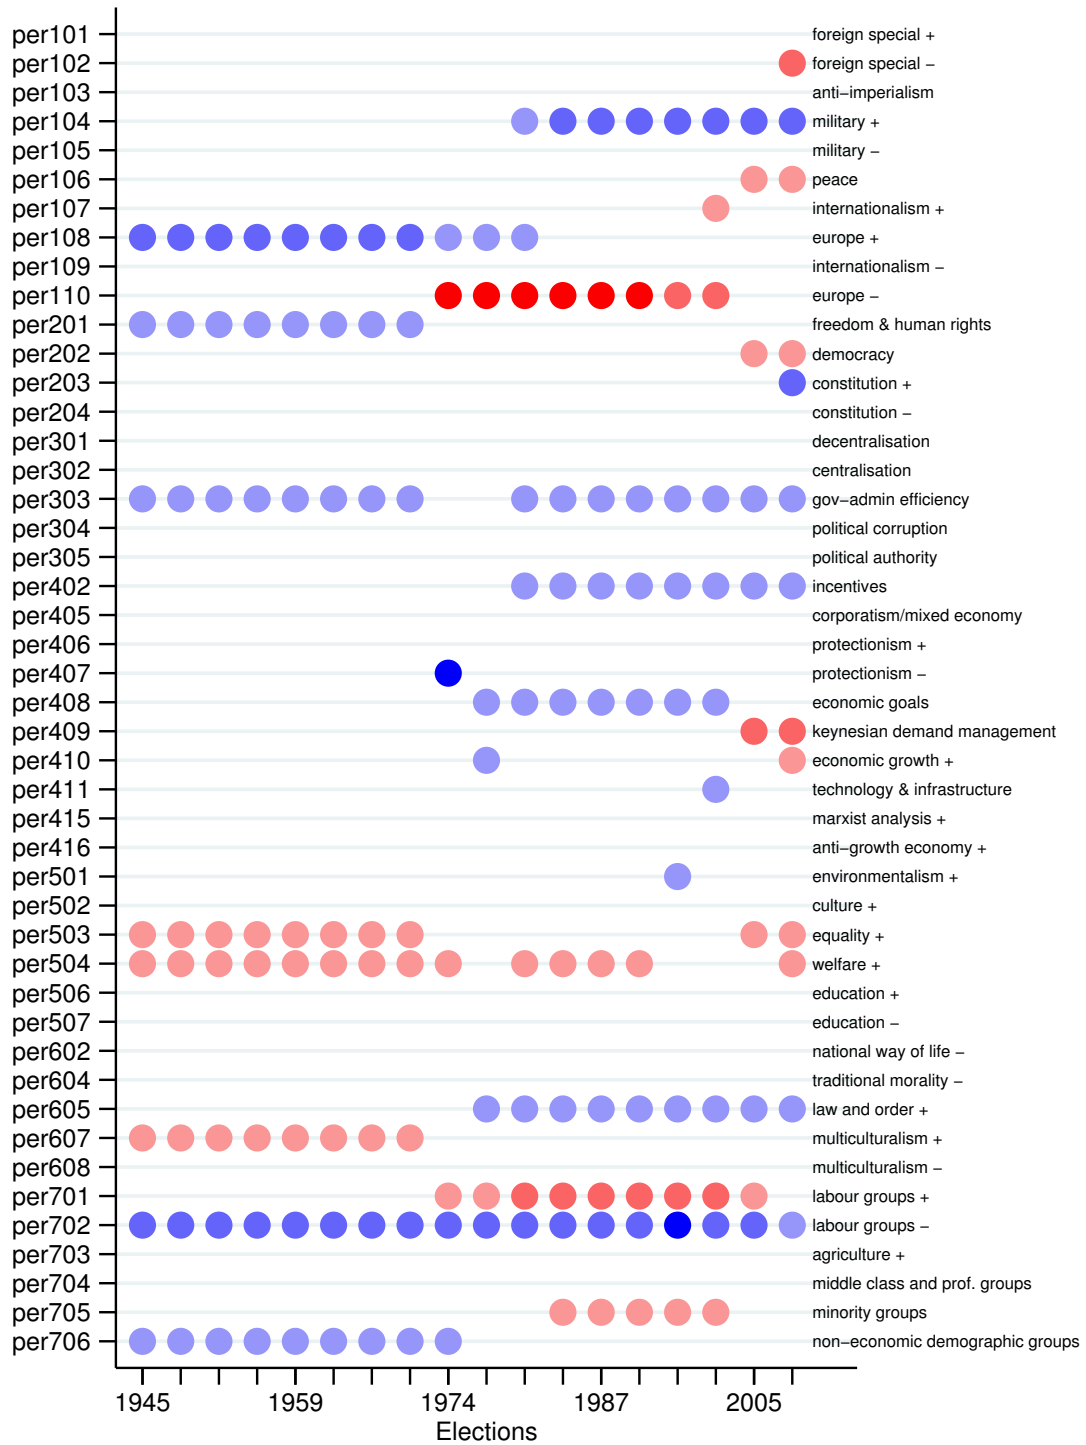 per101 foreign special +
per102 foreign special −
per103 anti−imperialism
per104 military +
per105 military −
per106 peace
per107 internationalism +
per108 europe +
per109 internationalism −
per110 europe −
per201 freedom & human rights
per202 democracy
per203 constitution +
per204 constitution −
per301 decentralisation
per302 centralisation
per303 gov−admin efficiency
per304 political corruption
per305 political authority
per402 incentives
per405 corporatism/mixed economy
per406 protectionism +
per407 protectionism −
per408 economic goals
per409 keynesian demand management
per410 economic growth +
per411 technology & infrastructure
per415 marxist analysis +
per416 anti−growth economy +
per501 environmentalism +
per502 culture +
per503 equality +
per504 welfare +
per506 education +
per507 education −
per602 national way of life −
per604 traditional morality −
per605 law and order +
per607 multiculturalism +
per608 multiculturalism −
per701 labour groups +
per702 labour groups −
per703 agriculture +
per704 middle class and prof. groups
per705 minority groups
per706 non−economic demographic groups
1945 1959 1974 1987 2005
Elections